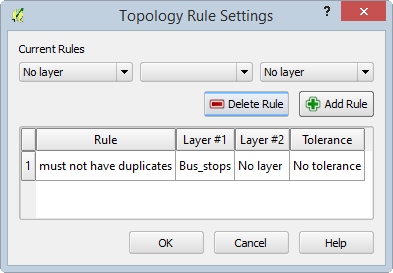 Topology Rule Settings
? x
Current Rules
No layer No layer
Delete Rule Add Rule
Rule Layer #1 Layer #2 Tolerance
1 must not have duplicates Bus_stops No layer No tolerance
OK Cancel Help